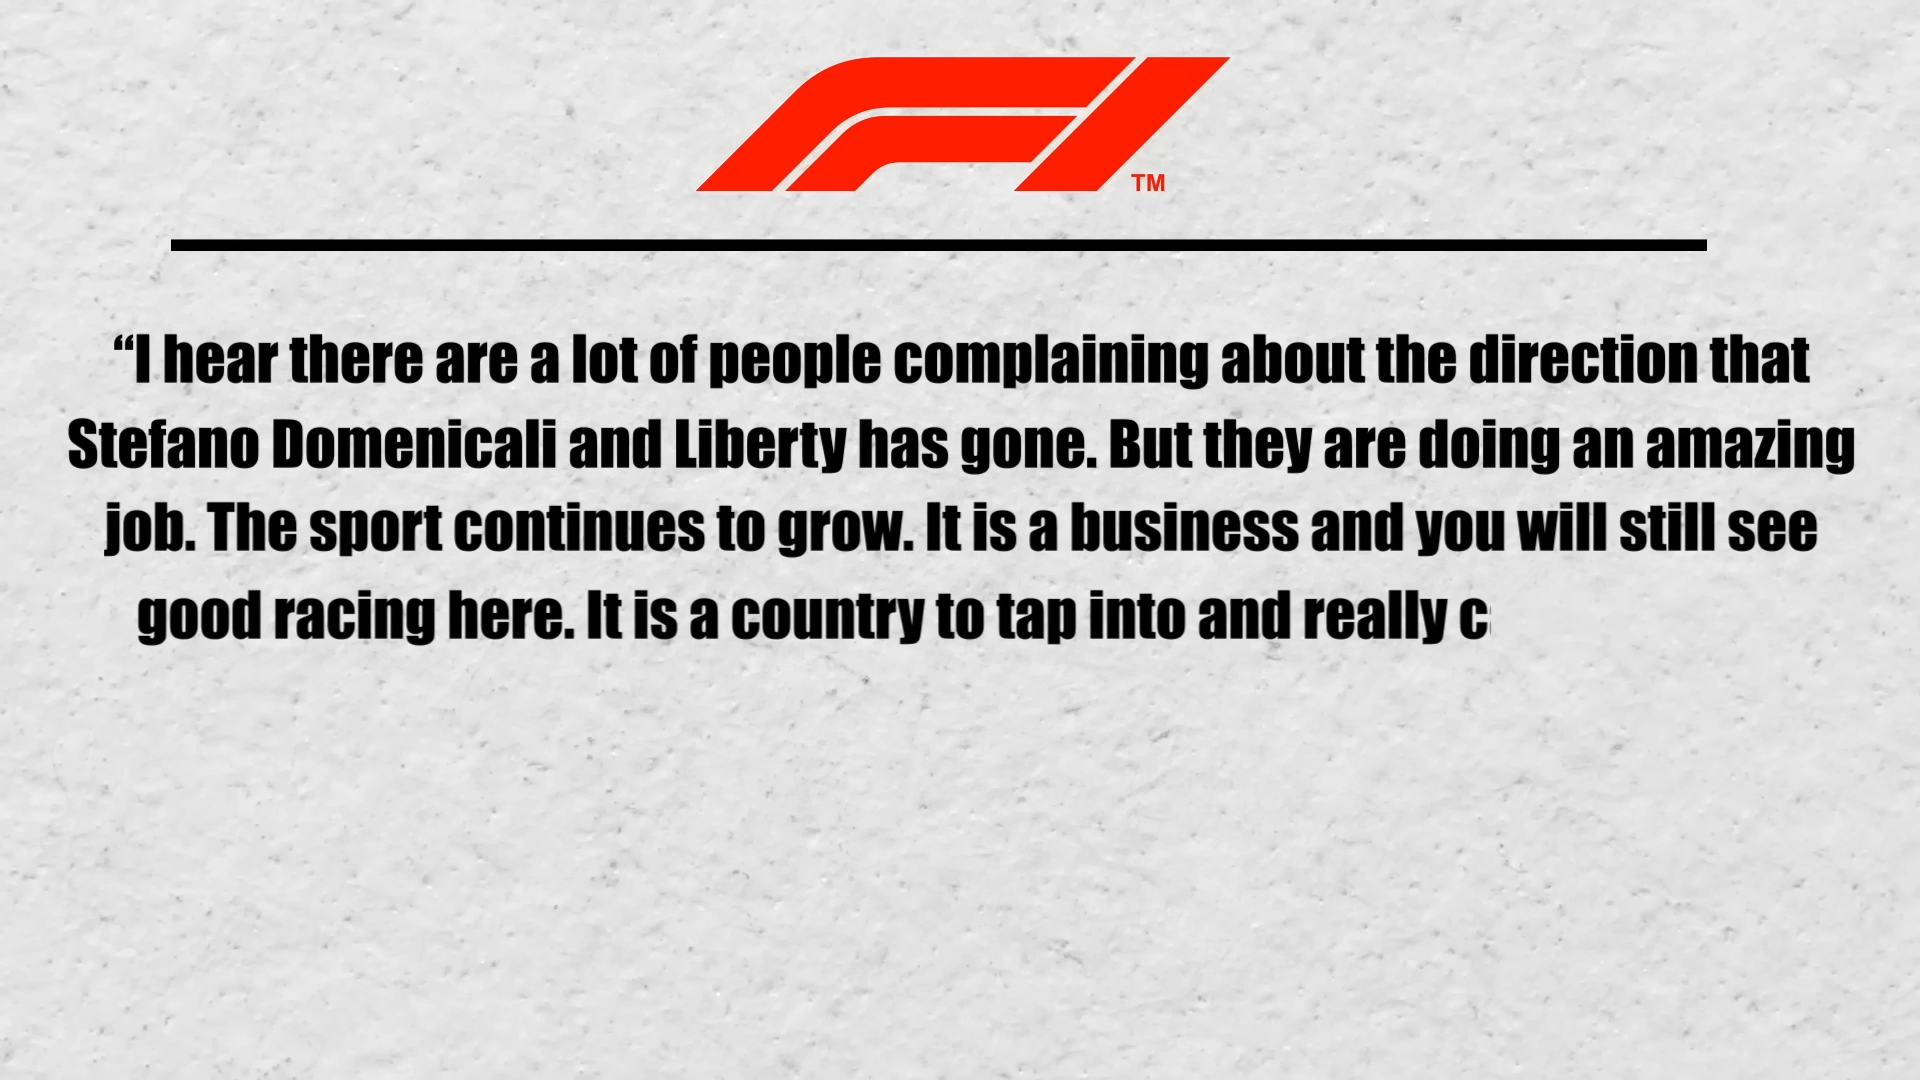 F1
TM
“I hear there are a lot of people complaining about the direction that
Stefano Domenicali and Liberty has gone. But they are doing an amazing
job. The sport continues to grow. It is a business and you will still see
good racing here. It is a country to tap into and really